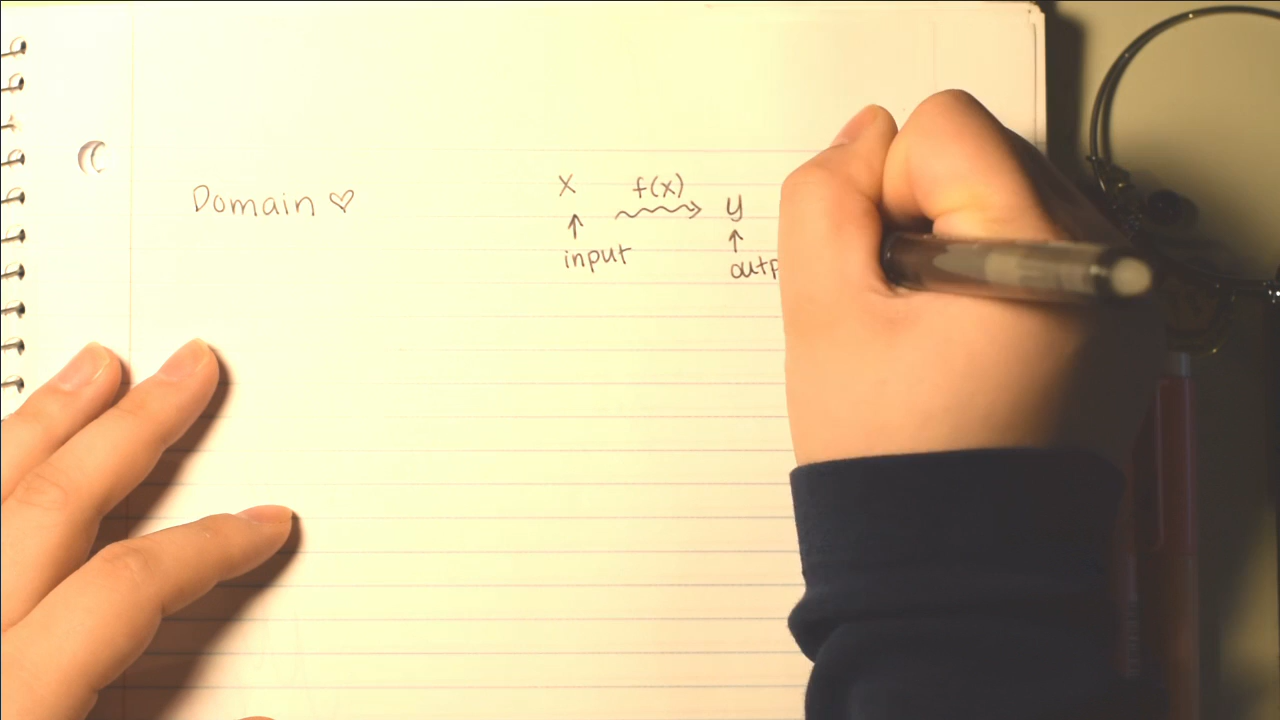 Domain ♡
x f(x) y
input